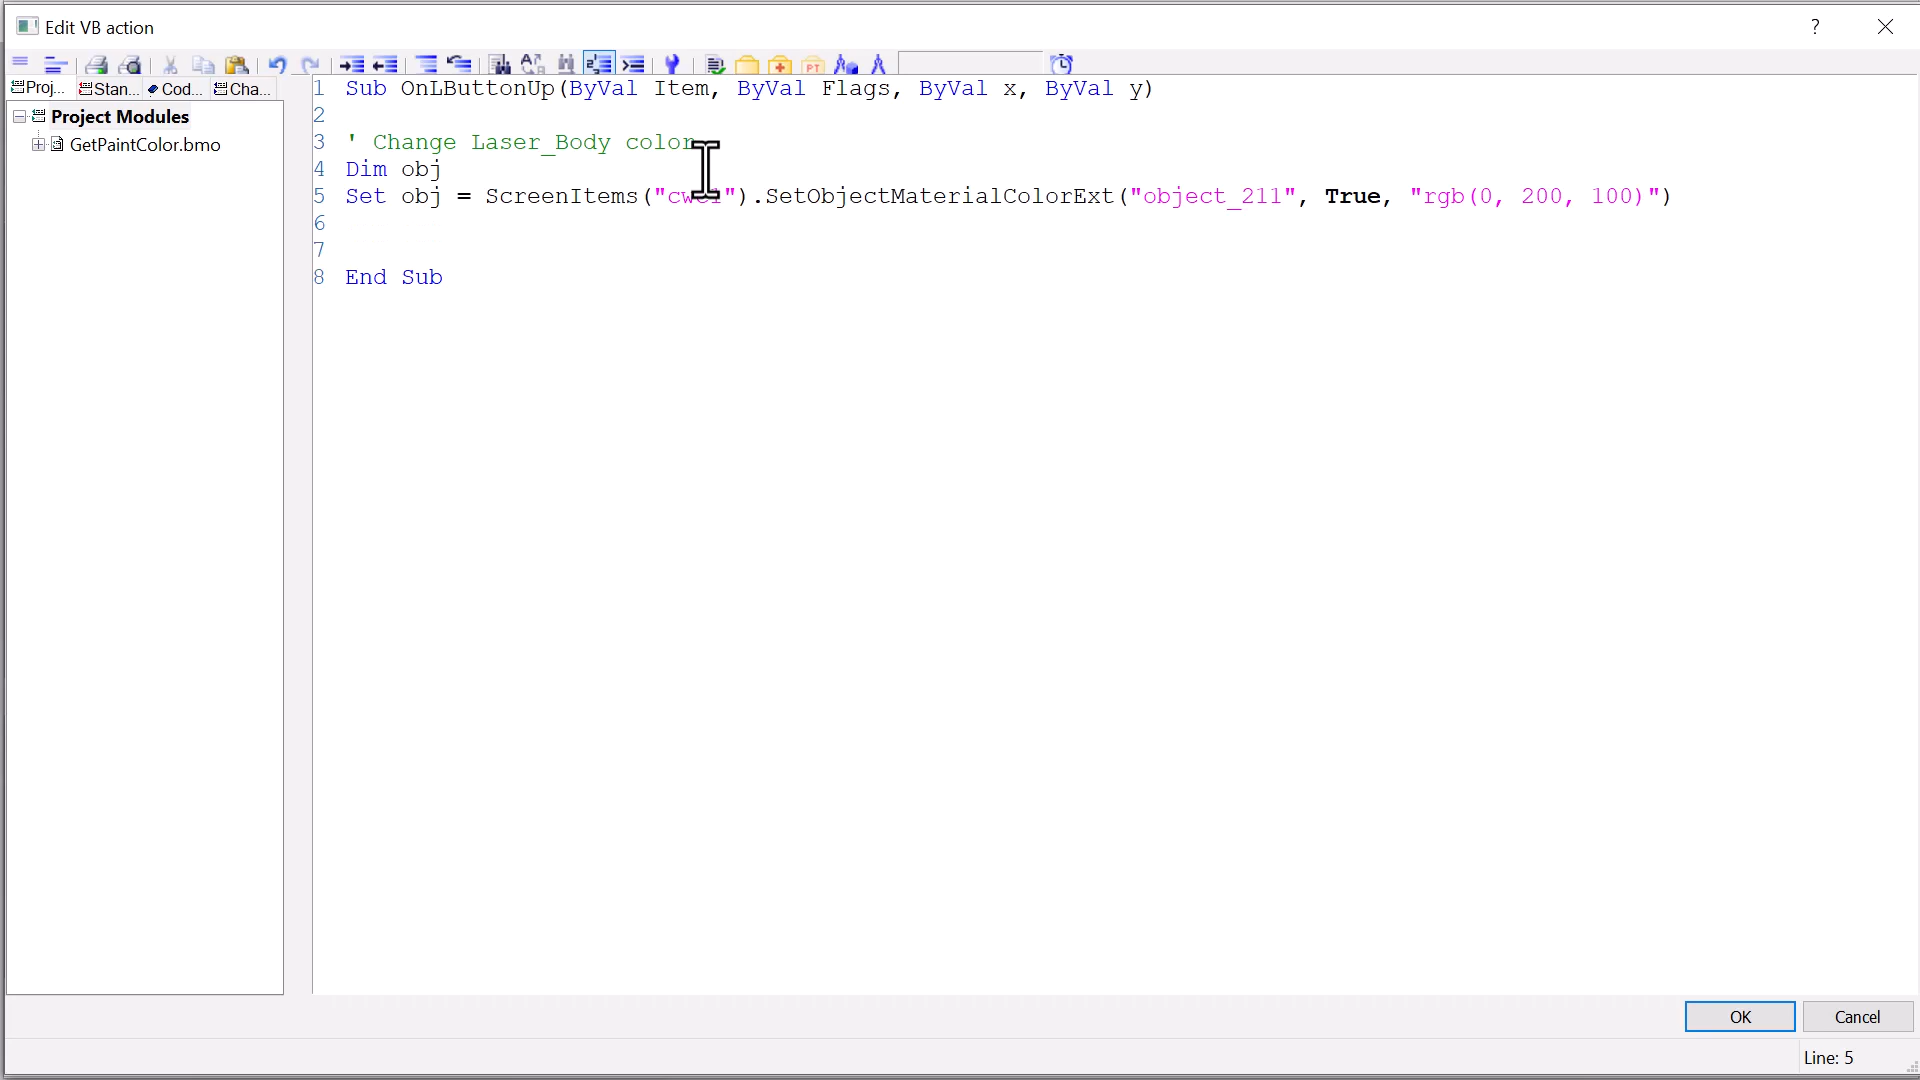 Edit VB action
?
Proj... Stan... Cod... Cha...
Project Modules
GetPaintColor.bmo
1 Sub OnLButtonUp(ByVal Item, ByVal Flags, ByVal x, ByVal y)
2
3 ' Change Laser_Body color
4 Dim obj
5 Set obj = ScreenItems(" ").SetObjectMaterialColorExt("object_211", True, "rgb(0, 200, 100)")
6
7
8 End Sub
OK Cancel
Line: 5